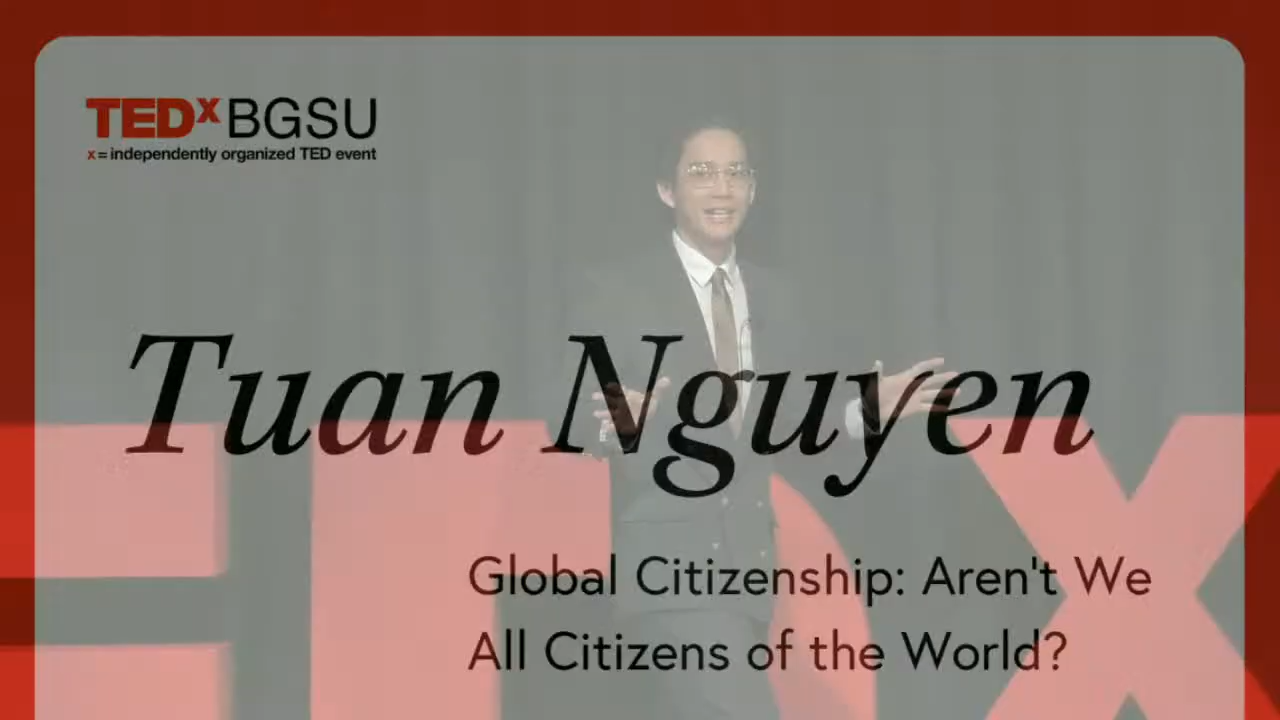 TEDxBGSU
x = independently organized TED event
Tuan Nguyen
Global Citizenship: Aren't We
All Citizens of the World?